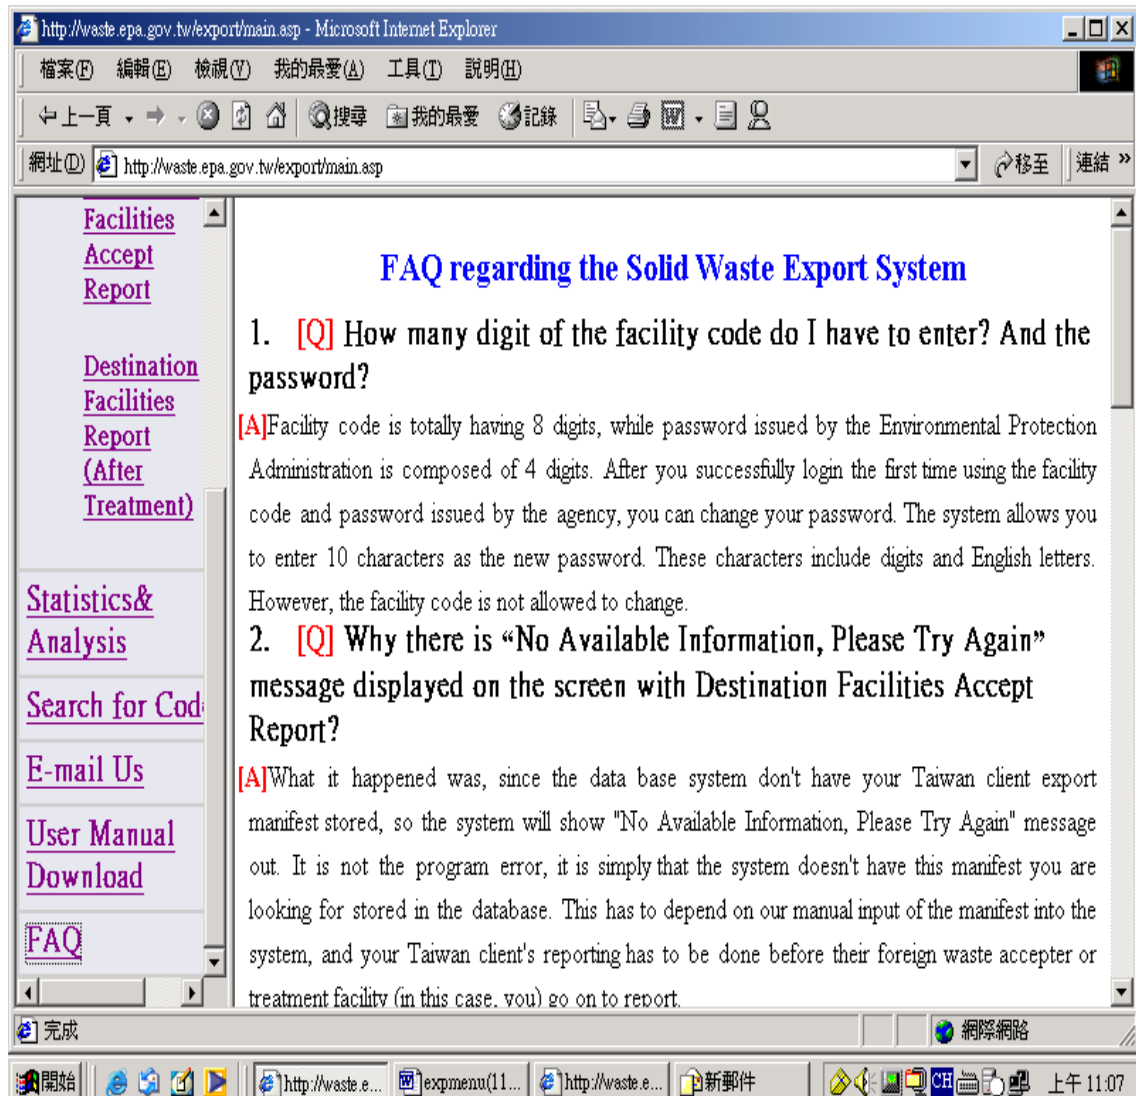 http://waste.epa.gov.tw/export/main.asp - Microsoft Internet Explorer
檔案(F) 編輯(E) 檢視(V) 我的最愛(A) 工具(T) 說明(H)
上一頁 搜尋 我的最愛 記錄
網址(D) http://waste.epa.gov.tw/export/main.asp 移至 連結 »
Facilities
Accept
Report
Destination
Facilities
Report
(After
Treatment)
Statistics&
Analysis
Search for Cod
E-mail Us
User Manual
Download
FAQ
FAQ regarding the Solid Waste Export System
1. [Q] How many digit of the facility code do I have to enter? And the
password?
[A]Facility code is totally having 8 digits, while password issued by the Environmental Protection
Administration is composed of 4 digits. After you successfully login the first time using the facility
code and password issued by the agency, you can change your password. The system allows you
to enter 10 characters as the new password. These characters include digits and English letters.
However, the facility code is not allowed to change.
2. [Q] Why there is “No Available Information, Please Try Again”
message displayed on the screen with Destination Facilities Accept
Report?
[A]What it happened was, since the data base system don't have your Taiwan client export
manifest stored, so the system will show "No Available Information, Please Try Again" message
out. It is not the program error, it is simply that the system doesn't have this manifest you are
looking for stored in the database. This has to depend on our manual input of the manifest into the
system, and your Taiwan client's reporting has to be done before their foreign waste accepter or
treatment facility (in this case, you) go on to report.
完成 網際網路
開始 http://waste.e... expmenu(11... http://waste.e... 新郵件 CH 上午 11:07